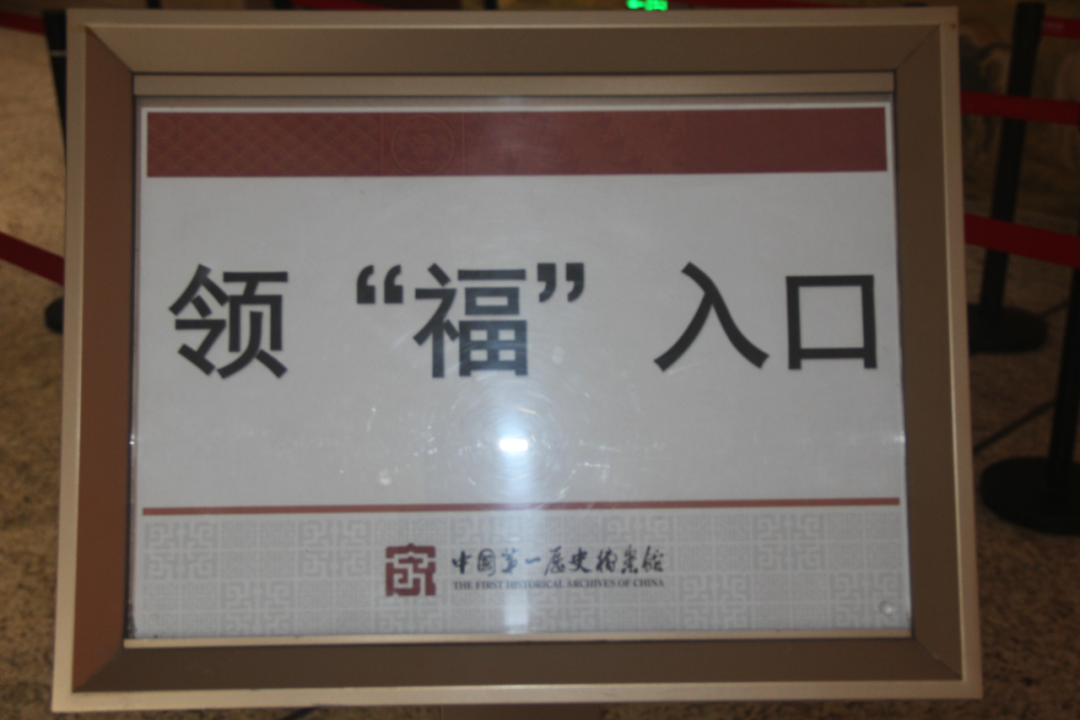 领 “福” 入口
中国第一历史档案馆
THE FIRST HISTORICAL ARCHIVES OF CHINA